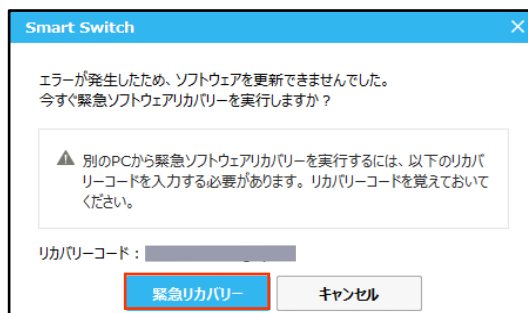 Smart Switch
エラーが発生したため、ソフトウェアを更新できませんでした。
今すぐ緊急ソフトウェアリカバリーを実行しますか？
別のPCから緊急ソフトウェアリカバリーを実行するには、以下のリカバ
リーコードを入力する必要があります。リカバリーコードを覚えておいて
ください。
リカバリーコード：
緊急リカバリー キャンセル